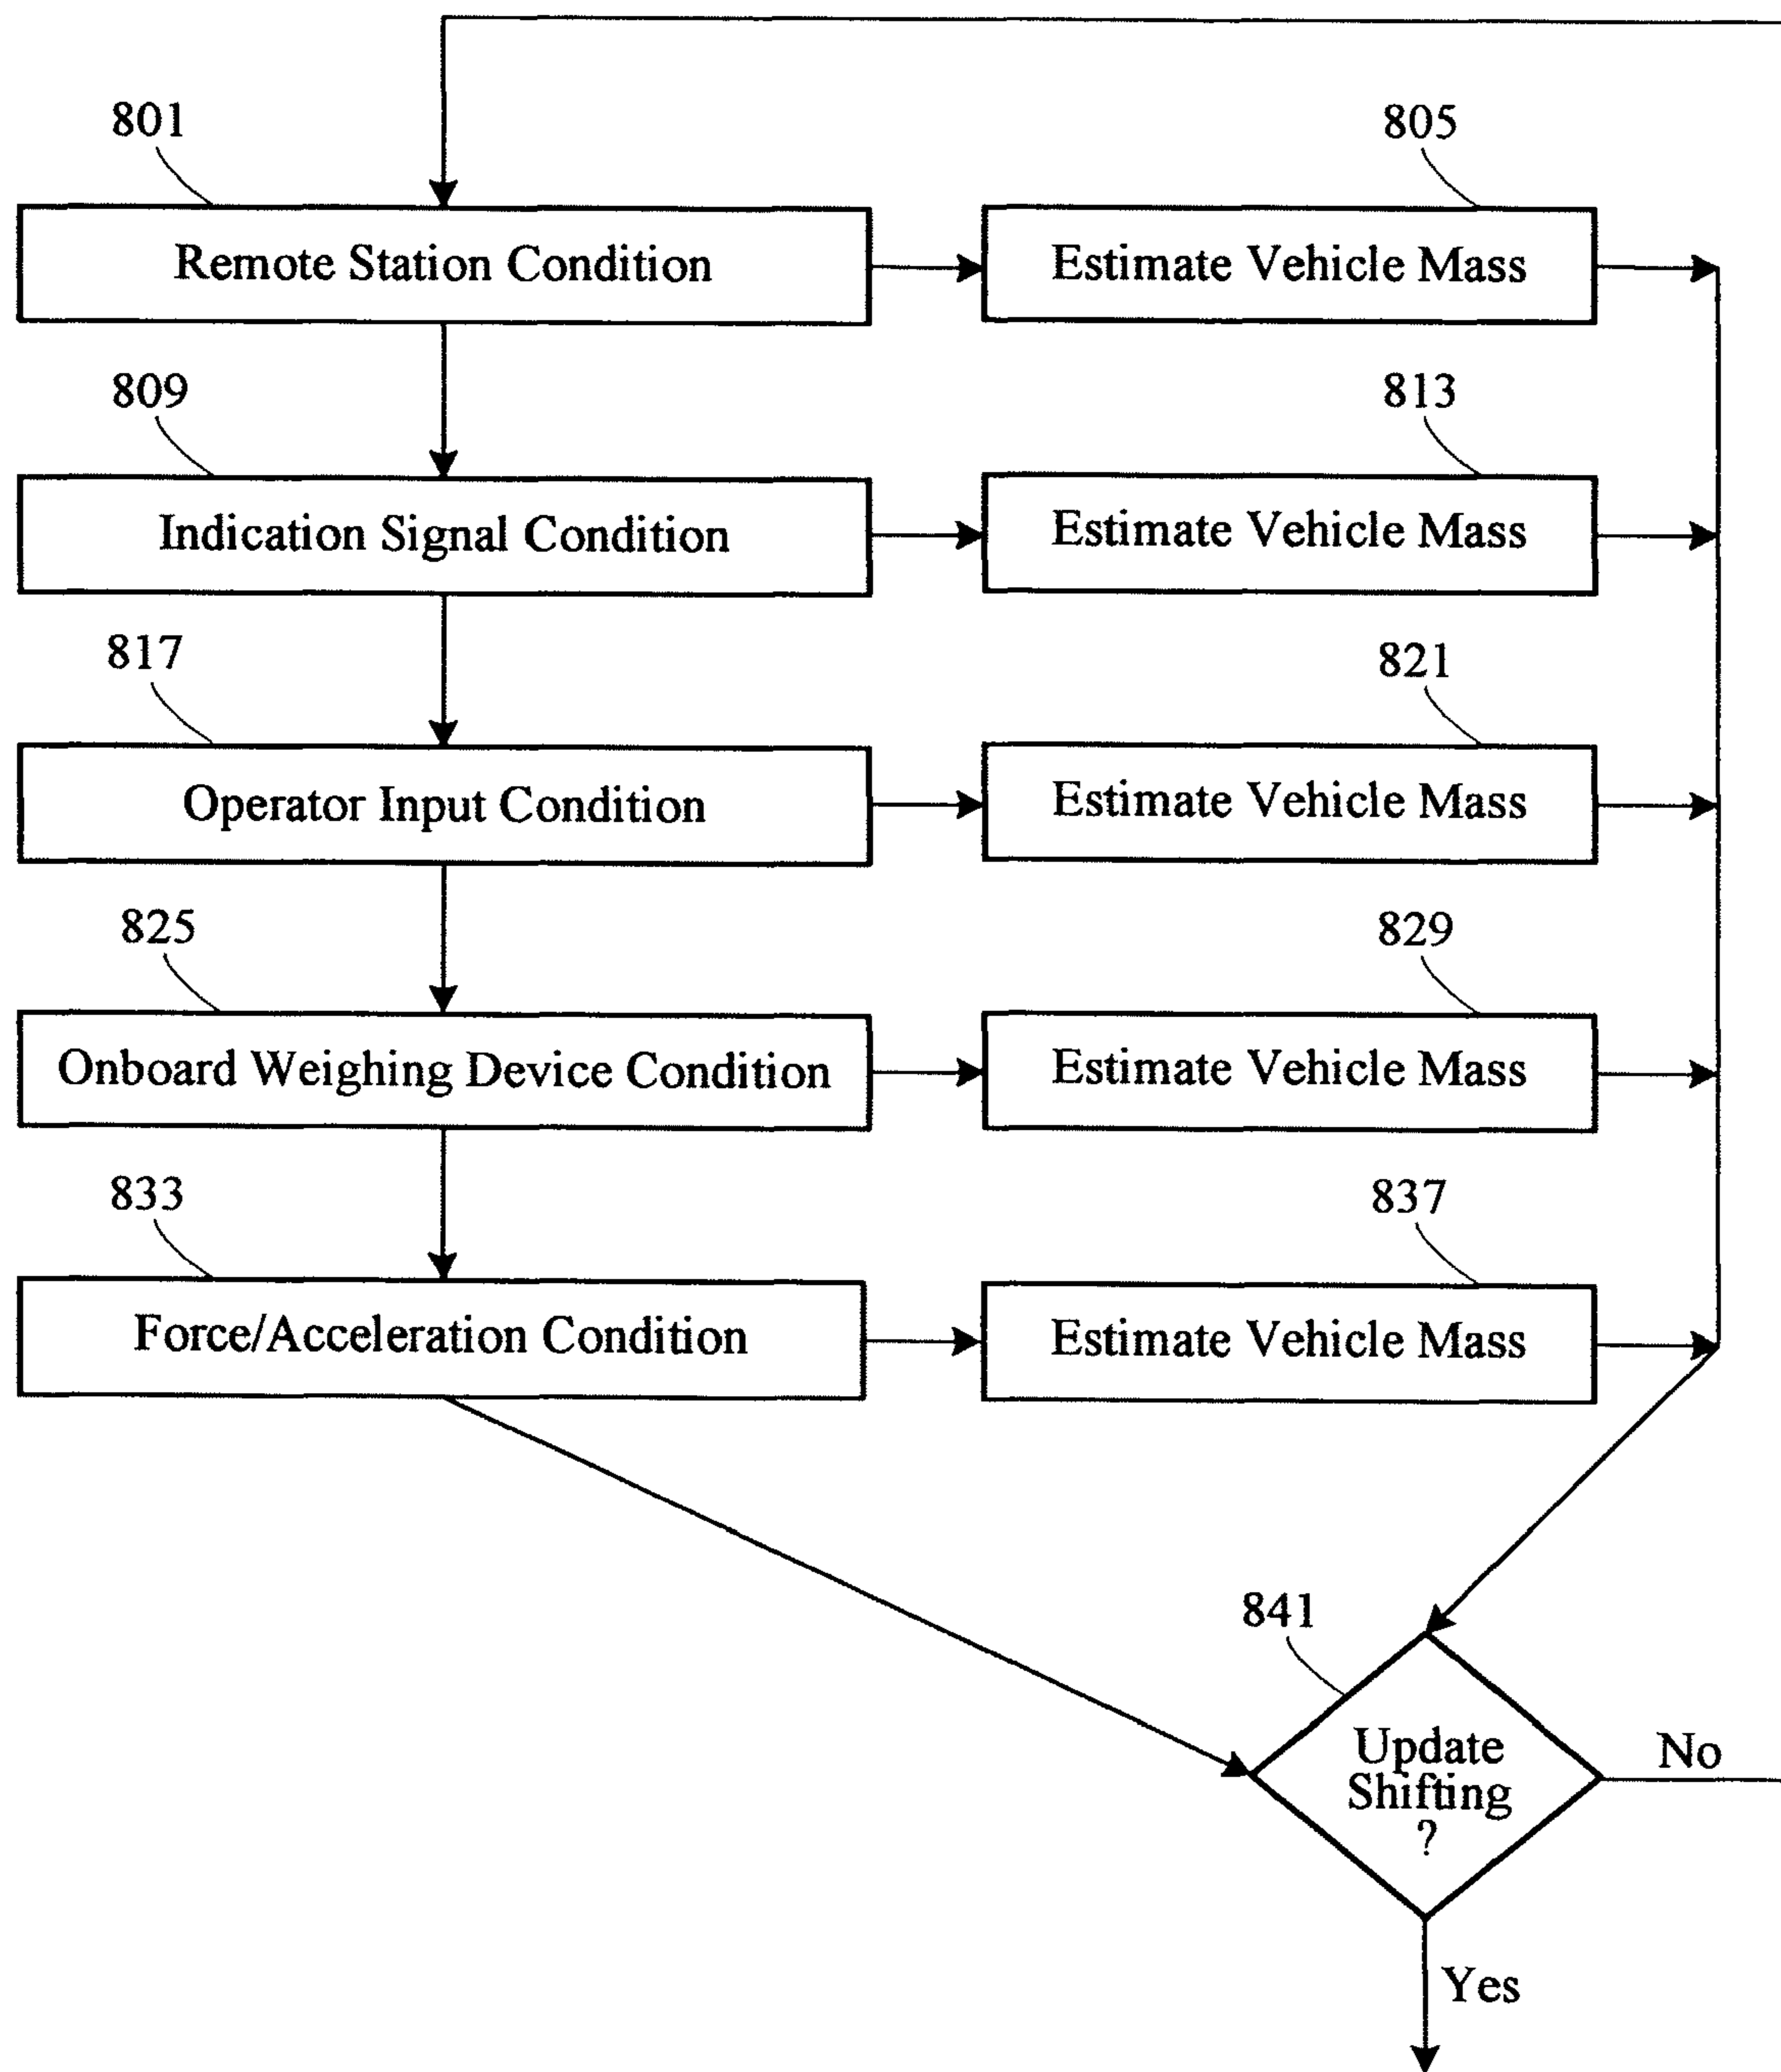 801
805
Remote Station Condition
Estimate Vehicle Mass
809
813
Indication Signal Condition
Estimate Vehicle Mass
817
821
Operator Input Condition
Estimate Vehicle Mass
825
829
Onboard Weighing Device Condition
Estimate Vehicle Mass
833
837
Force/Acceleration Condition
Estimate Vehicle Mass
841
Update
Shifting
?
No
Yes